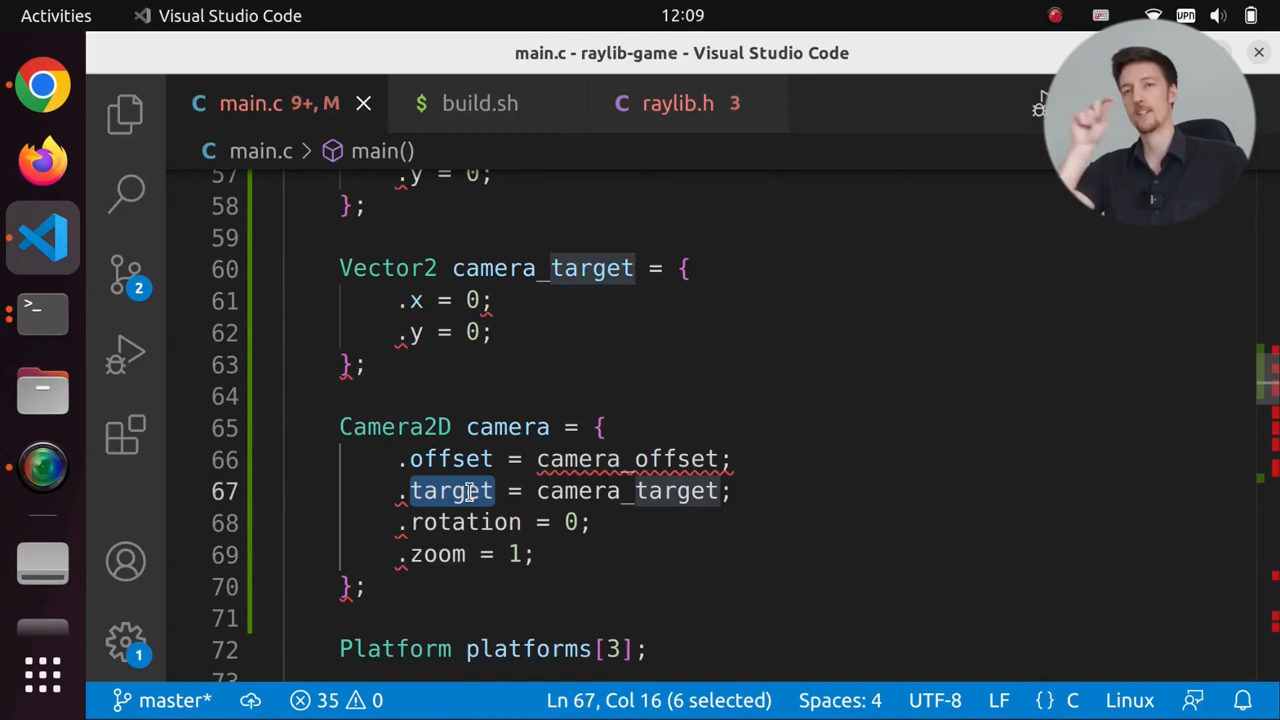 Activities Visual Studio Code 12:09 VPN
main.c - raylib-game - Visual Studio Code
C main.c 9+, M $ build.sh C raylib.h 3
C main.c > main()
57 .y = 0;
58 };
59
60 Vector2 camera_target = {
61 .x = 0;
62 .y = 0;
63 };
64
65 Camera2D camera = {
66 .offset = camera_offset;
67 .target = camera_target;
68 .rotation = 0;
69 .zoom = 1;
70 };
71
72 Platform platforms[3];
2
1
master* 35 0 Ln 67, Col 16 (6 selected) Spaces: 4 UTF-8 LF {} C Linux